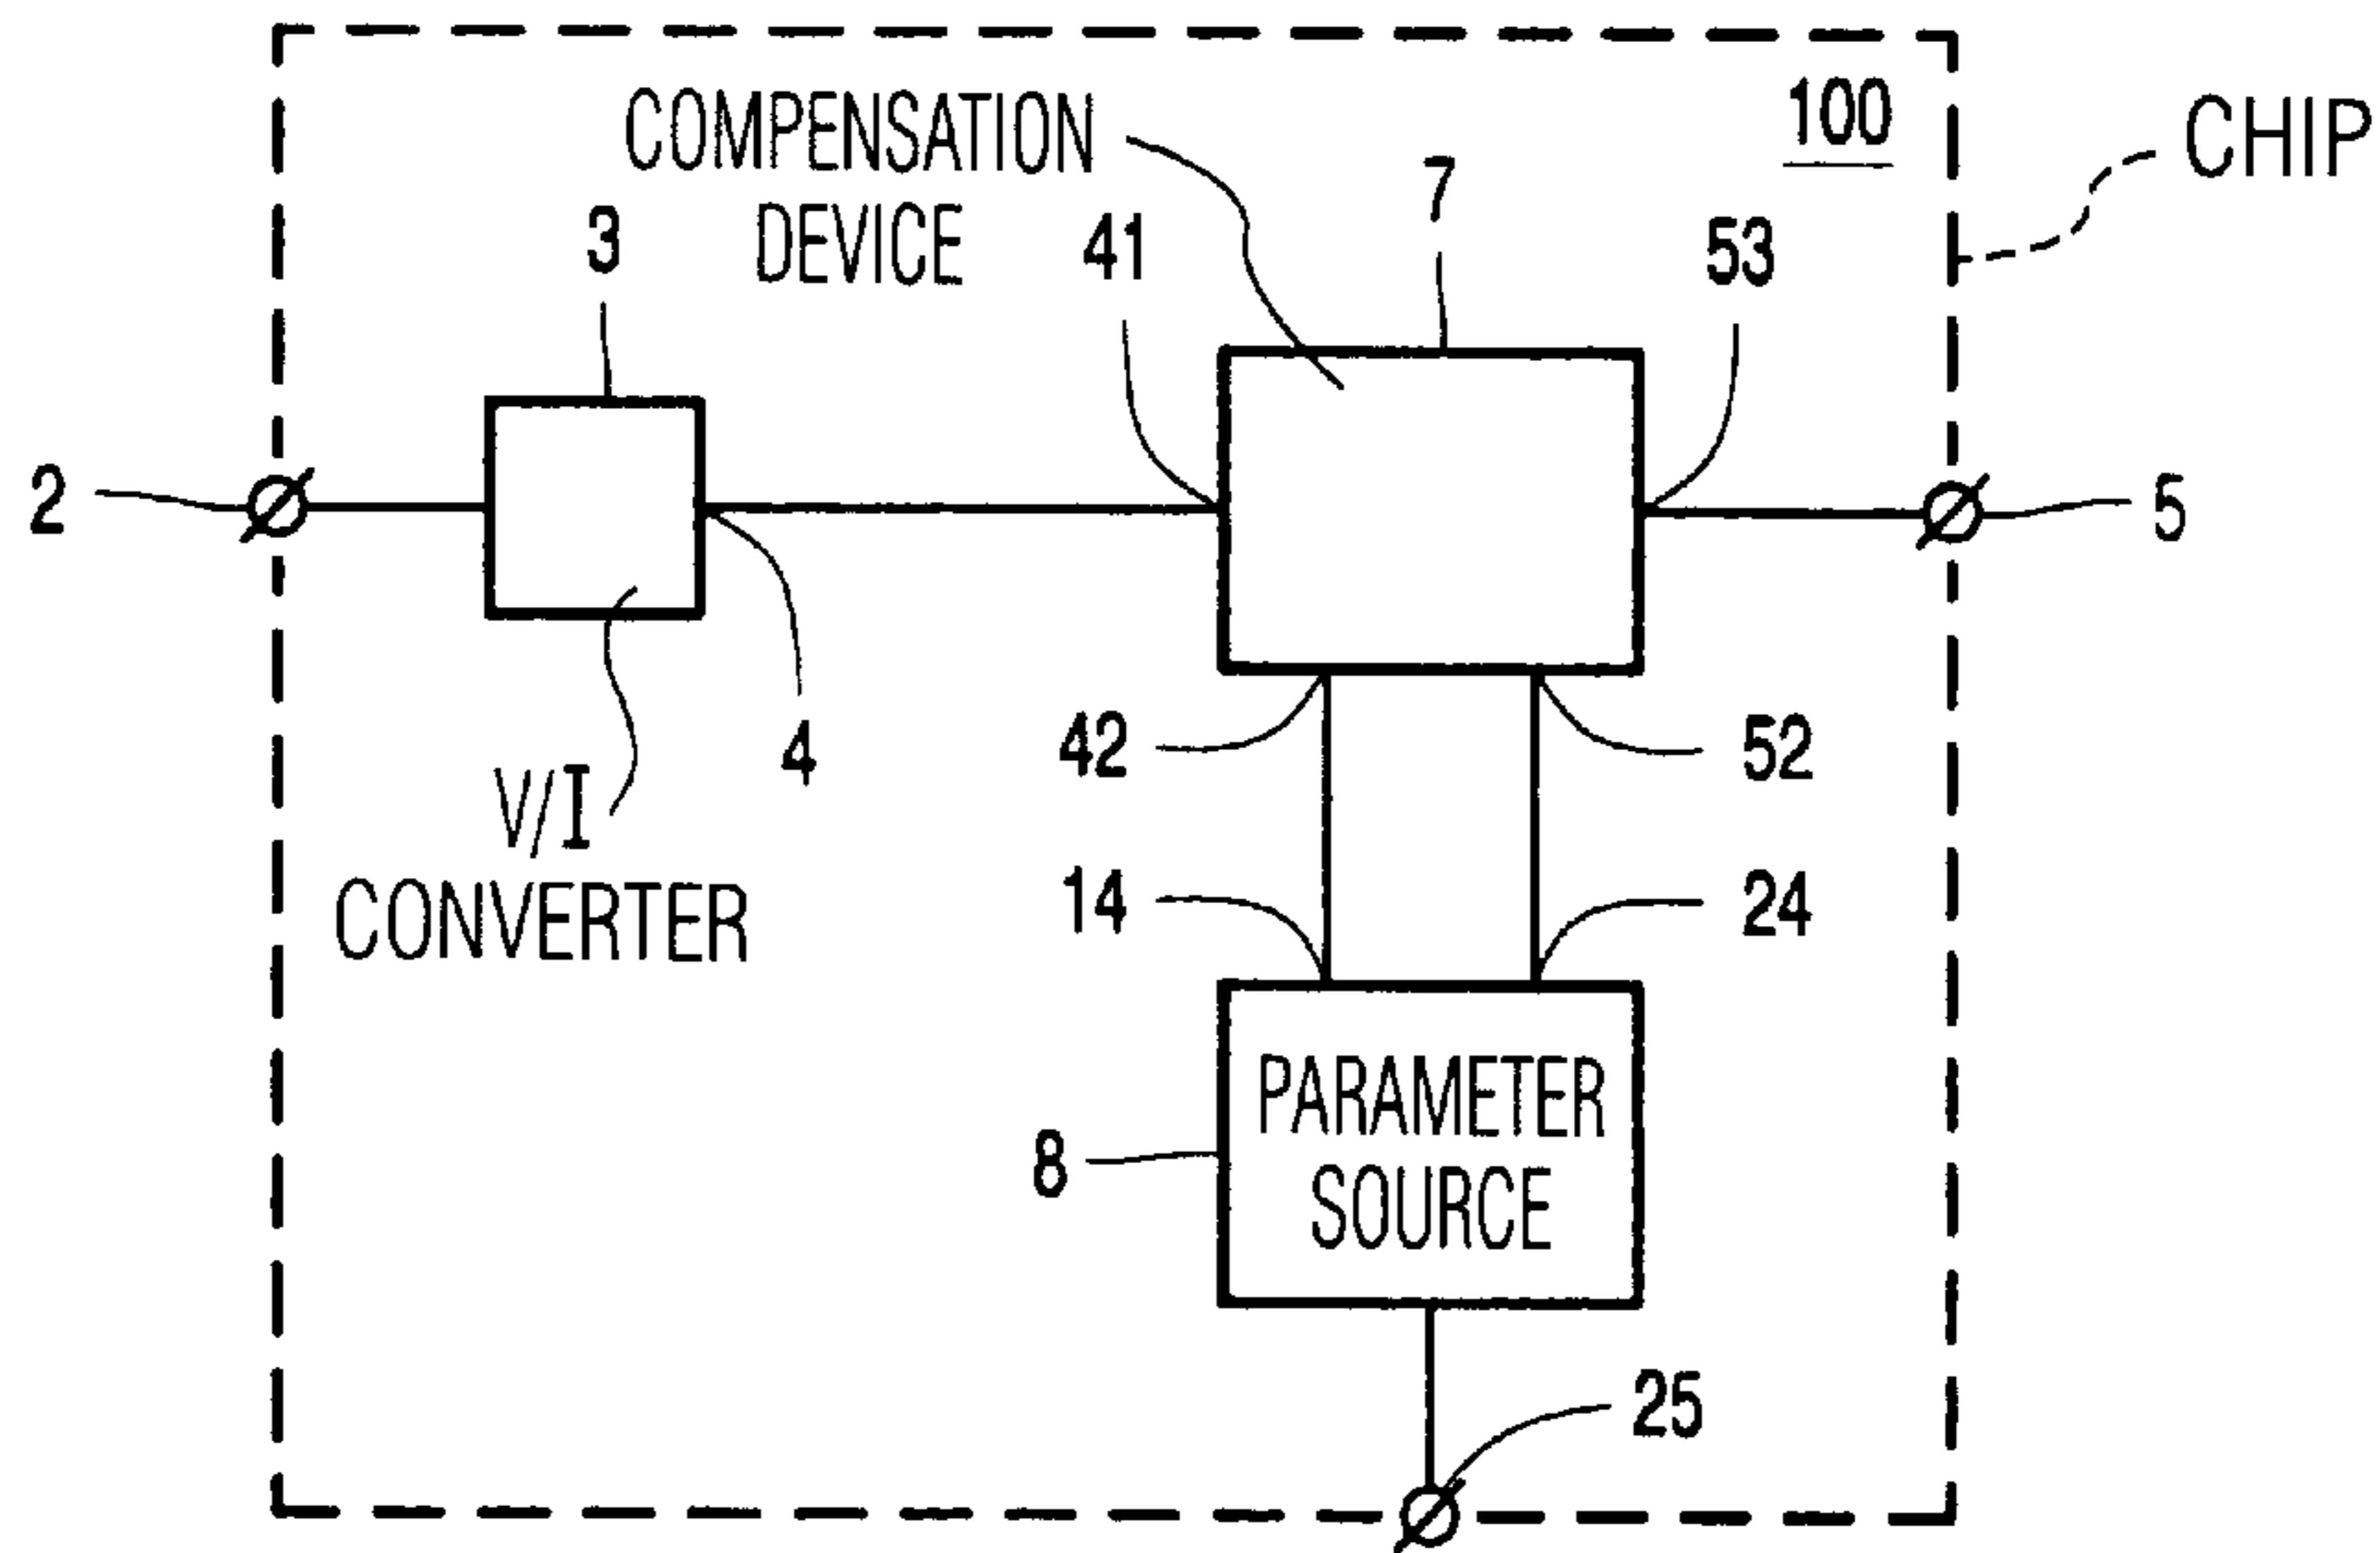 100
CHIP
COMPENSATION
DEVICE
7
3
41
53
2
5
4
42
52
V/I
CONVERTER
14
24
PARAMETER
SOURCE
8
25